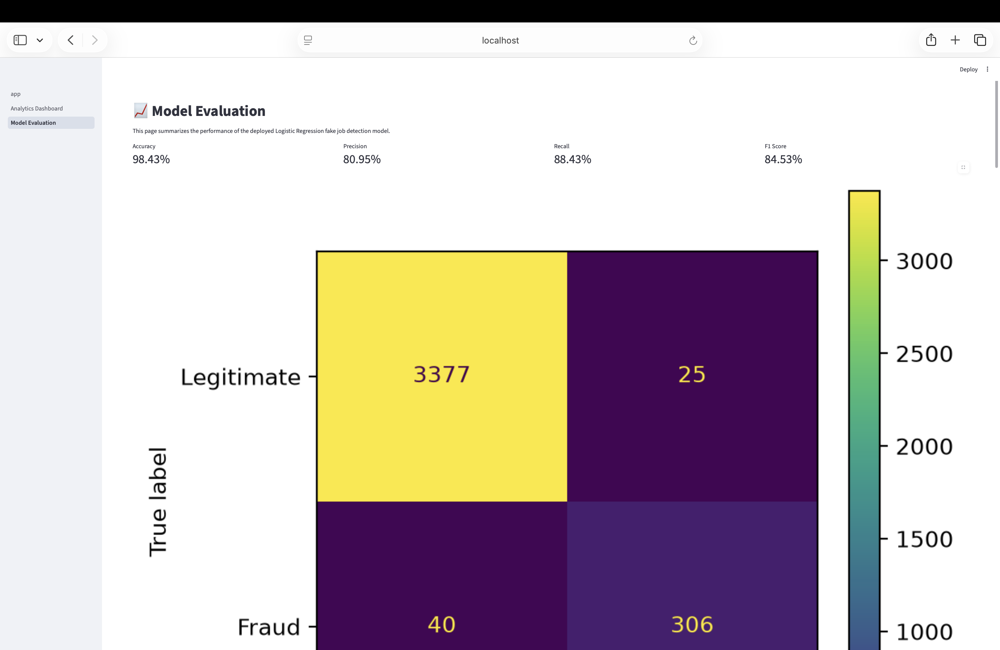 localhost
Deploy
app
Analytics Dashboard
Model Evaluation
📈 Model Evaluation
This page summarizes the performance of the deployed Logistic Regression fake job detection model.
Accuracy
98.43%
Precision
80.95%
Recall
88.43%
F1 Score
84.53%
3000
2500
2000
1500
1000
True label
Legitimate
3377
25
Fraud
40
306